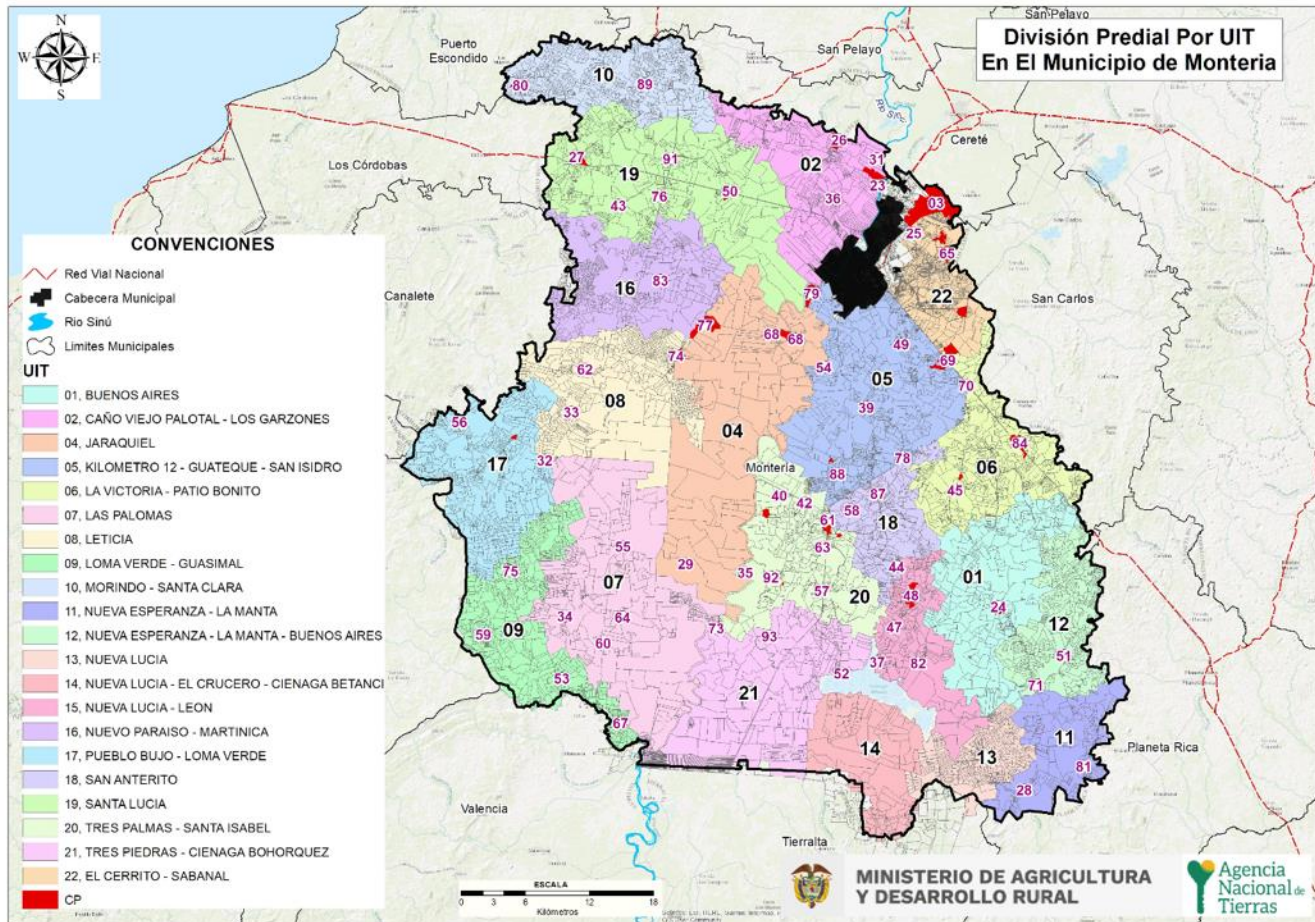 División Predial Por UIT
En El Municipio de Monteria
N
W
E
S
Puerto
Escondido
San Pelayo
San Pelayo
Rio Sinú
Cereté
Los Córdobas
Canalete
San Carlos
Montería
Planeta Rica
Valencia
Tierralta
10
80
89
02
26
31
23
36
03
27
91
19
76
43
50
25
65
83
16
79
22
77
68
68
49
69
74
54
70
62
05
08
33
39
04
56
84
17
32
78
06
88
45
40
42
87
58
61
18
63
55
29
35
92
44
01
75
07
57
20
48
24
12
34
64
59
09
60
73
93
47
51
37
82
53
52
71
21
67
14
13
11
81
28
CONVENCIONES
Red Vial Nacional
Cabecera Municipal
Rio Sinú
Limites Municipales
UIT
01, BUENOS AIRES
02, CAÑO VIEJO PALOTAL - LOS GARZONES
04, JARAQUIEL
05, KILOMETRO 12 - GUATEQUE - SAN ISIDRO
06, LA VICTORIA - PATIO BONITO
07, LAS PALOMAS
08, LETICIA
09, LOMA VERDE - GUASIMAL
10, MORINDO - SANTA CLARA
11, NUEVA ESPERANZA - LA MANTA
12, NUEVA ESPERANZA - LA MANTA - BUENOS AIRES
13, NUEVA LUCIA
14, NUEVA LUCIA - EL CRUCERO - CIENAGA BETANCI
15, NUEVA LUCIA - LEON
16, NUEVO PARAISO - MARTINICA
17, PUEBLO BUJO - LOMA VERDE
18, SAN ANTERITO
19, SANTA LUCIA
20, TRES PALMAS - SANTA ISABEL
21, TRES PIEDRAS - CIENAGA BOHORQUEZ
22, EL CERRITO - SABANAL
CP
ESCALA
0 3 6 12 18
Kilómetros
MINISTERIO DE AGRICULTURA
Y DESARROLLO RURAL
Agencia
Nacional de
Tierras